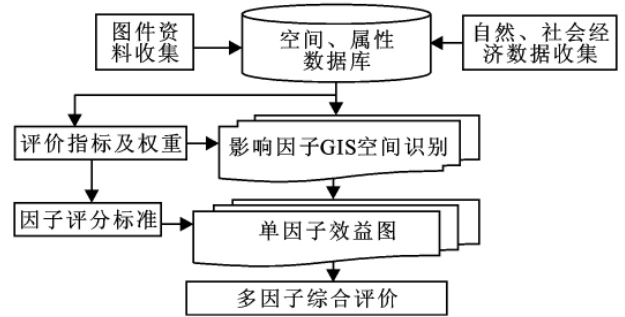 图件资
料收集
空间、属性
数据库
自然、社会经
济数据收集
评价指标及权重
影响因子GIS空间识别
因子评分标准
单因子效益图
多因子综合评价